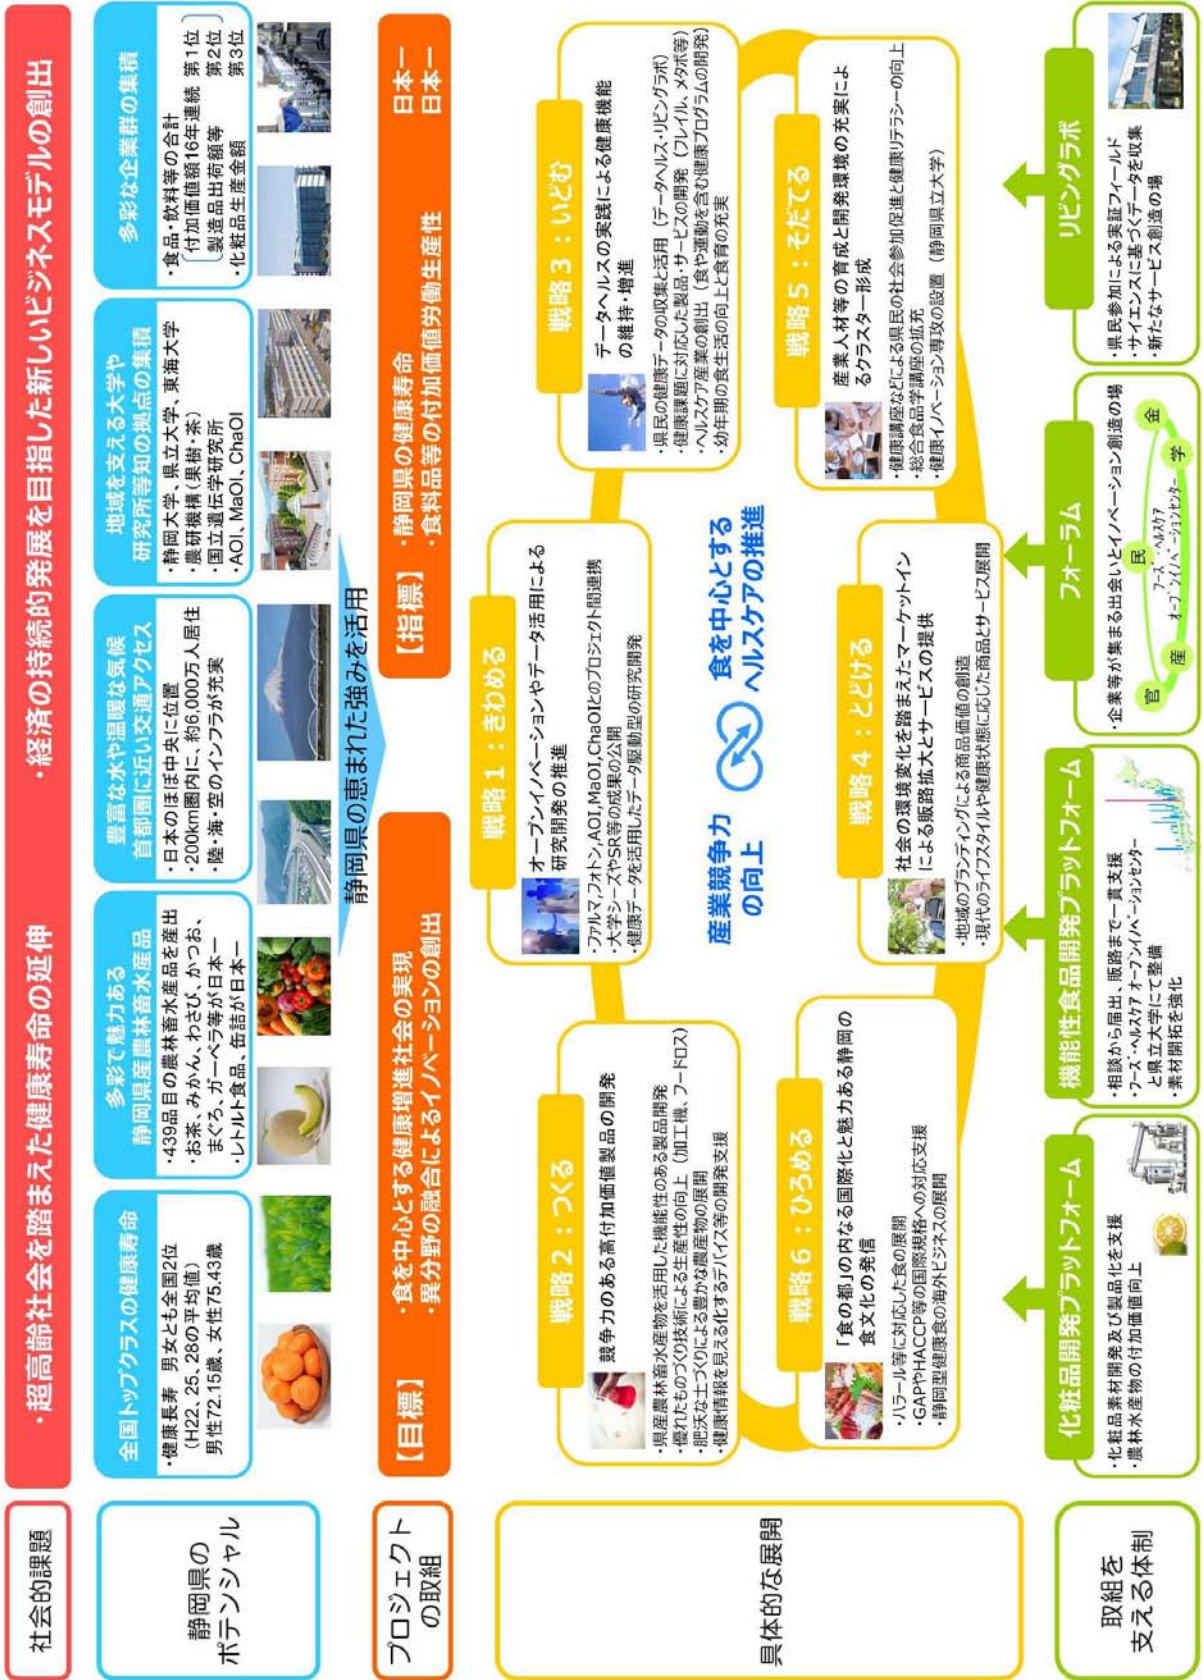 社会的課題
・超高齢社会を踏まえた健康寿命の延伸
・経済の持続的発展を目指した新しいビジネスモデルの創出
静岡県の
ポテンシャル
全国トップクラスの健康寿命
・健康長寿 男女とも全国2位
(H22、25、28の平均値)
男性72.15歳、女性75.43歳
多彩で魅力ある
静岡県産農林畜水産品
・439品目の農林畜水産品を産出
・お茶、みかん、わさび、かつお、
まぐろ、ガーベラ等が日本一
・レトルト食品、缶詰が日本一
豊富な水や温暖な気候
首都圏に近い交通アクセス
・日本のほぼ中央に位置
・200km圏内に、約6,000万人居住
・陸・海・空のインフラが充実
地域を支える大学や
研究所等知の拠点の集積
・静岡大学、県立大学、東海大学
・農研機構(果樹・茶)
・国立遺伝学研究所
・AOI、MaOI、ChaOI
多彩な企業群の集積
・食品・飲料等の合計
付加価値額16年連続 第1位
製造品出荷額等 第2位
・化粧品生産金額 第3位
静岡県の恵まれた強みを活用
プロジェクト
の取組
【目標】
・食を中心とする健康増進社会の実現
・異分野の融合によるイノベーションの創出
【指標】
・静岡県の健康寿命 日本一
・食料品等の付加価値労働生産性 日本一
具体的な展開
戦略1:きわめる
オープンイノベーションやデータ活用による
研究開発の推進
・ファルマ,フォトン,AOI,MaOI,ChaOIとのプロジェクト間連携
・大学シーズやSR等の成果の公開
・健康データを活用したデータ駆動型の研究開発
戦略2:つくる
競争力のある高付加価値製品の開発
・県産農林畜水産物を活用した機能性のある製品開発
・優れたものづくり技術による生産性の向上(加工機、フードロス)
・肥沃な土づくりによる豊かな農産物の展開
・健康情報を見える化するデバイス等の開発支援
戦略3:いどむ
データヘルスの実践による健康機能
の維持・増進
・県民の健康データの収集と活用(データヘルス・リビングラボ)
・健康課題に対応した製品・サービスの開発(フレイル、メタボ等)
・ヘルスケア産業の創出(食や運動を含む健康プログラムの開発)
・幼年期の食生活の向上と食育の充実
産業競争力
の向上
食を中心とする
ヘルスケアの推進
戦略6:ひろめる
「食の都」の内なる国際化と魅力ある静岡の
食文化の発信
・ハラール等に対応した食の展開
・GAPやHACCP等の国際規格への対応支援
・静岡型健康食の海外ビジネスの展開
戦略4:とどける
社会の環境変化を踏まえたマーケットイン
による販路拡大とサービスの提供
・地域のブランディングによる商品価値の創造
・現代のライフスタイルや健康状態に応じた商品とサービス展開
戦略5:そだてる
産業人材等の育成と開発環境の充実によ
るクラスター形成
・健康講座などによる県民の社会参加促進と健康リテラシーの向上
・総合食品学講座の拡充
・健康イノベーション専攻の設置(静岡県立大学)
取組を
支える体制
化粧品開発プラットフォーム
・化粧品素材開発及び製品化を支援
・農林水産物の付加価値向上
機能性食品開発プラットフォーム
・相談から届出、販路まで一貫支援
・フーズ・ヘルスケア オープンイノベーションセンター
と県立大学にて整備
・素材開拓を強化
フォーラム
・企業等が集まる出会いとイノベーション創造の場
官
産
民
学
金
フーズ・ヘルスケア
オープンイノベーションセンター
リビングラボ
・県民参加による実証フィールド
・サイエンスに基づくデータを収集
・新たなサービス創造の場